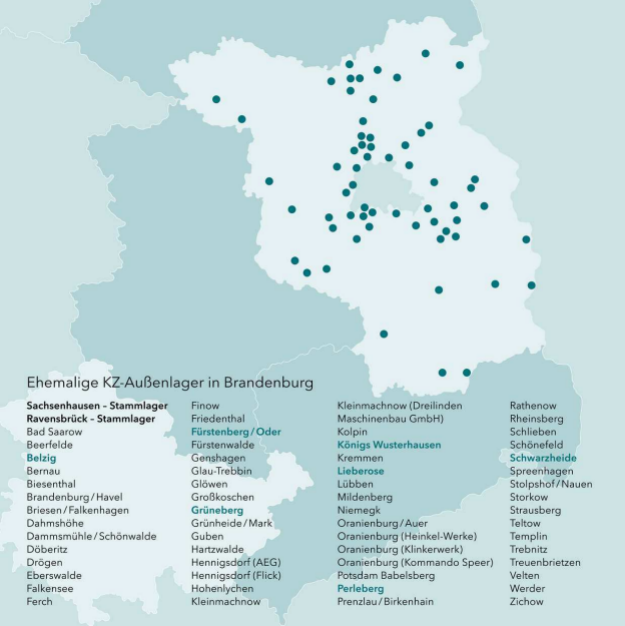 Ehemalige KZ-Außenlager in Brandenburg
Sachsenhausen – Stammlager
Ravensbrück – Stammlager
Bad Saarow
Beerfelde
Belzig
Bernau
Biesenthal
Brandenburg/Havel
Briesen/Falkenhagen
Dahmshöhe
Dammsmühle/Schönwalde
Döberitz
Drögen
Eberswalde
Falkensee
Ferch
Finow
Friedenthal
Fürstenberg/Oder
Fürstenwalde
Genshagen
Glau-Trebbin
Glöwen
Großkoschen
Grüneberg
Grünheide/Mark
Guben
Hartzwalde
Hennigsdorf (AEG)
Hennigsdorf (Flick)
Hohenlychen
Kleinmachnow
Kleinmachnow (Dreilinden
Maschinenbau GmbH)
Kolpin
Königs Wusterhausen
Kremmen
Lieberose
Lübben
Mildenberg
Niemegk
Oranienburg/Auer
Oranienburg (Heinkel-Werke)
Oranienburg (Klinkerwerk)
Oranienburg (Kommando Speer)
Potsdam Babelsberg
Perleberg
Prenzlau/Birkenhain
Rathenow
Rheinsberg
Schlieben
Schönefeld
Schwarzheide
Spreenhagen
Stolpshof/Nauen
Storkow
Strausberg
Teltow
Templin
Trebnitz
Treuenbrietzen
Velten
Werder
Zichow